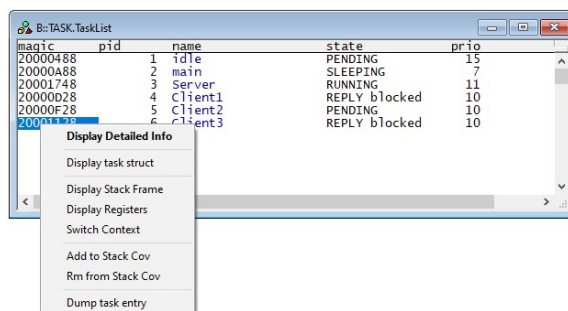 B::TASK.TaskList
magic pid name state prio
20000488 1 idle PENDING 15
20000A88 2 main SLEEPING 7
20001748 3 Server RUNNING 11
20000D28 4 Client1 REPLY blocked 10
20000F28 5 Client2 PENDING 10
20001128 6 Client3 REPLY blocked 10
Display Detailed Info
Display task struct
Display Stack Frame
Display Registers
Switch Context
Add to Stack Cov
Rm from Stack Cov
Dump task entry